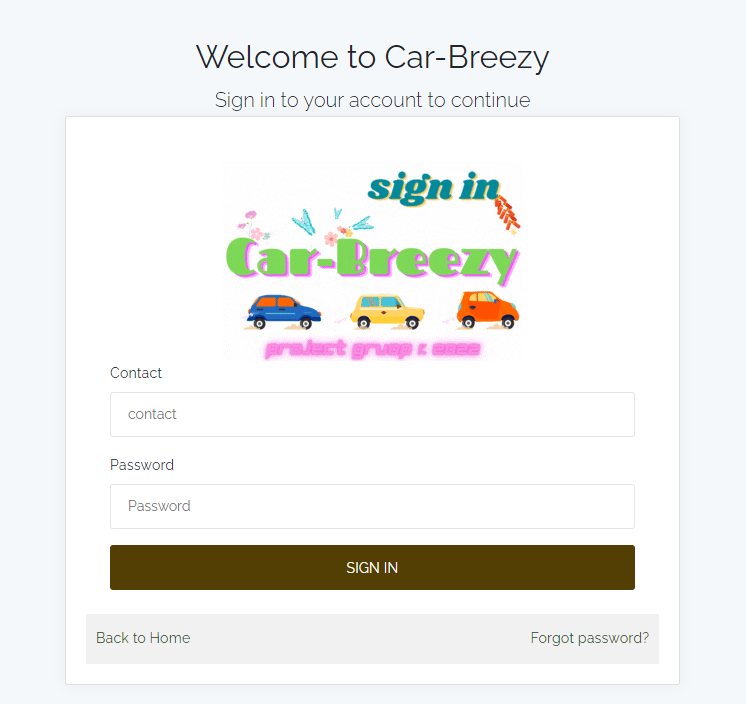 Welcome to Car-Breezy
Sign in to your account to continue
sign in
Car-Breezy
project gruop : 2022
Contact
contact
Password
Password
SIGN IN
Back to Home
Forgot password?